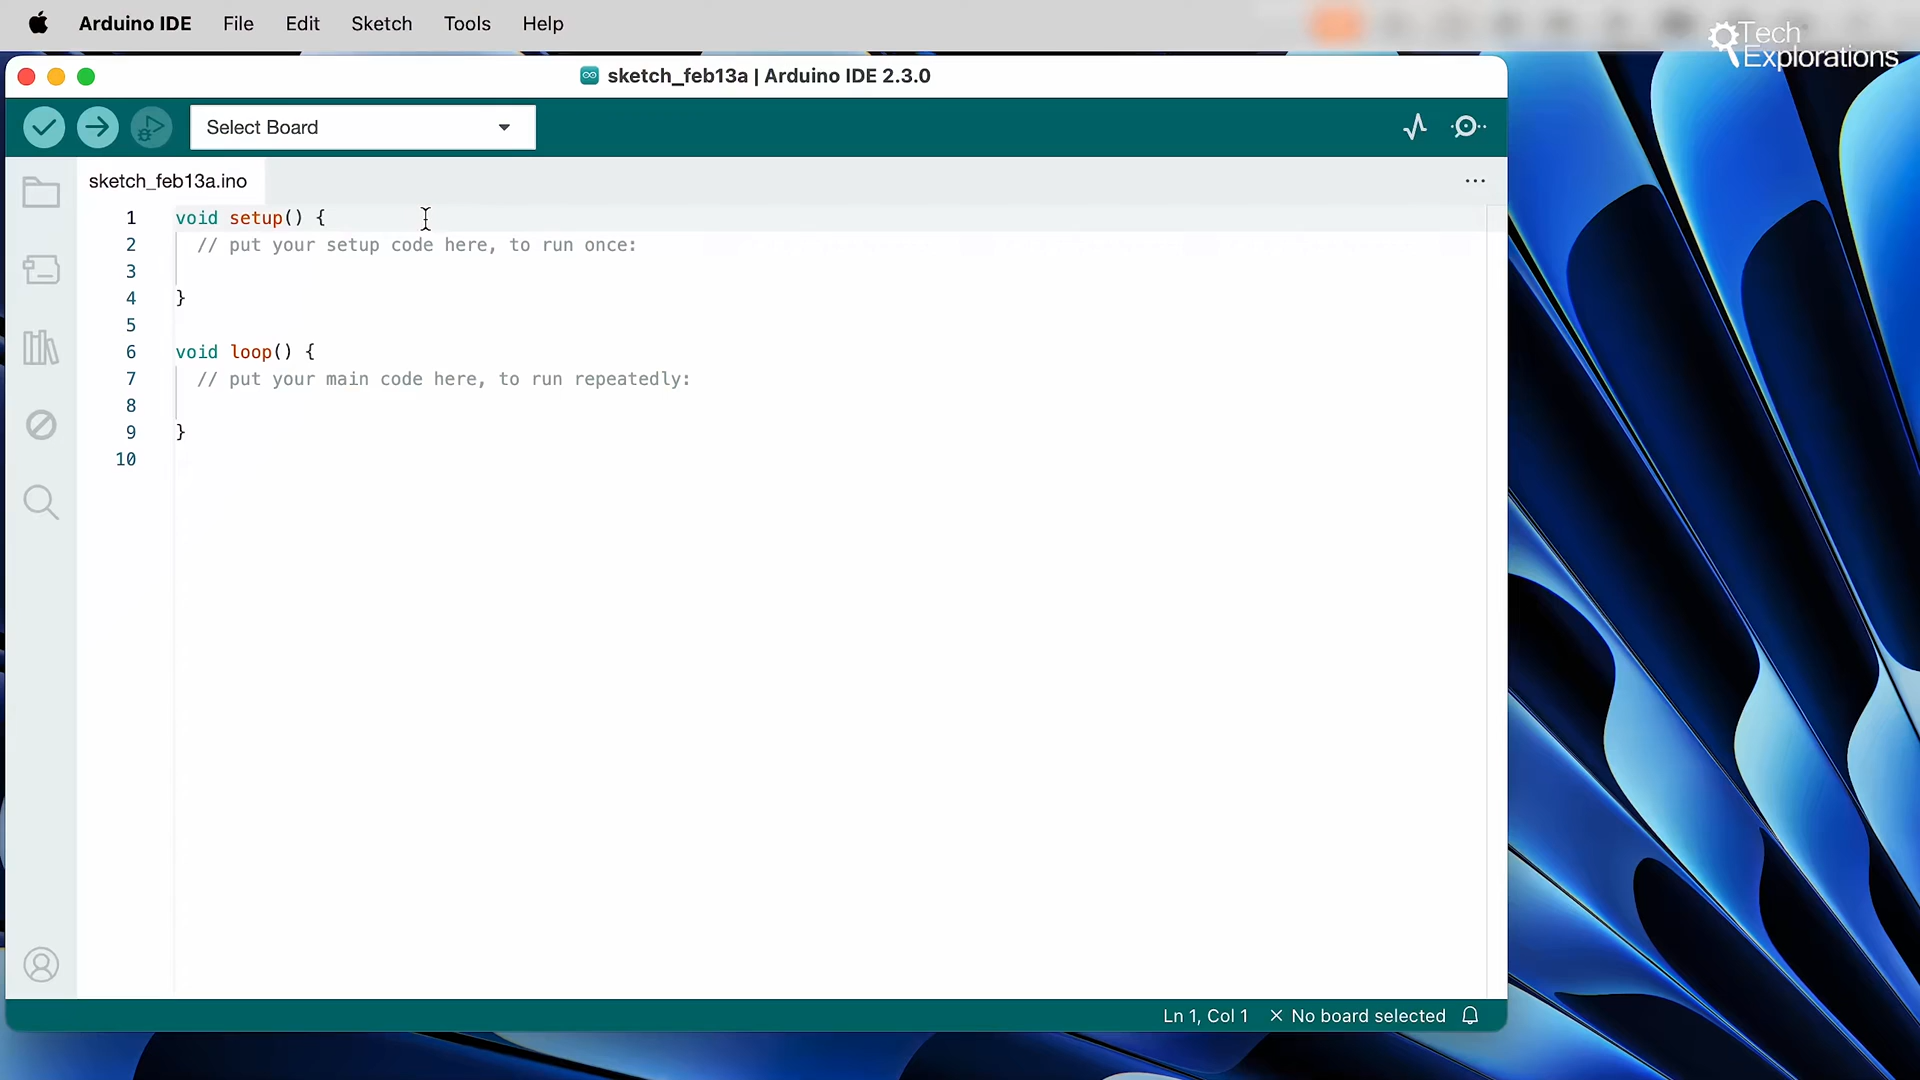 Arduino IDE File Edit Sketch Tools Help
Tech
Explorations
sketch_feb13a | Arduino IDE 2.3.0
Select Board
sketch_feb13a.ino
1 void setup() {
2 // put your setup code here, to run once:
3
4 }
5
6 void loop() {
7 // put your main code here, to run repeatedly:
8
9 }
10
Ln 1, Col 1 × No board selected